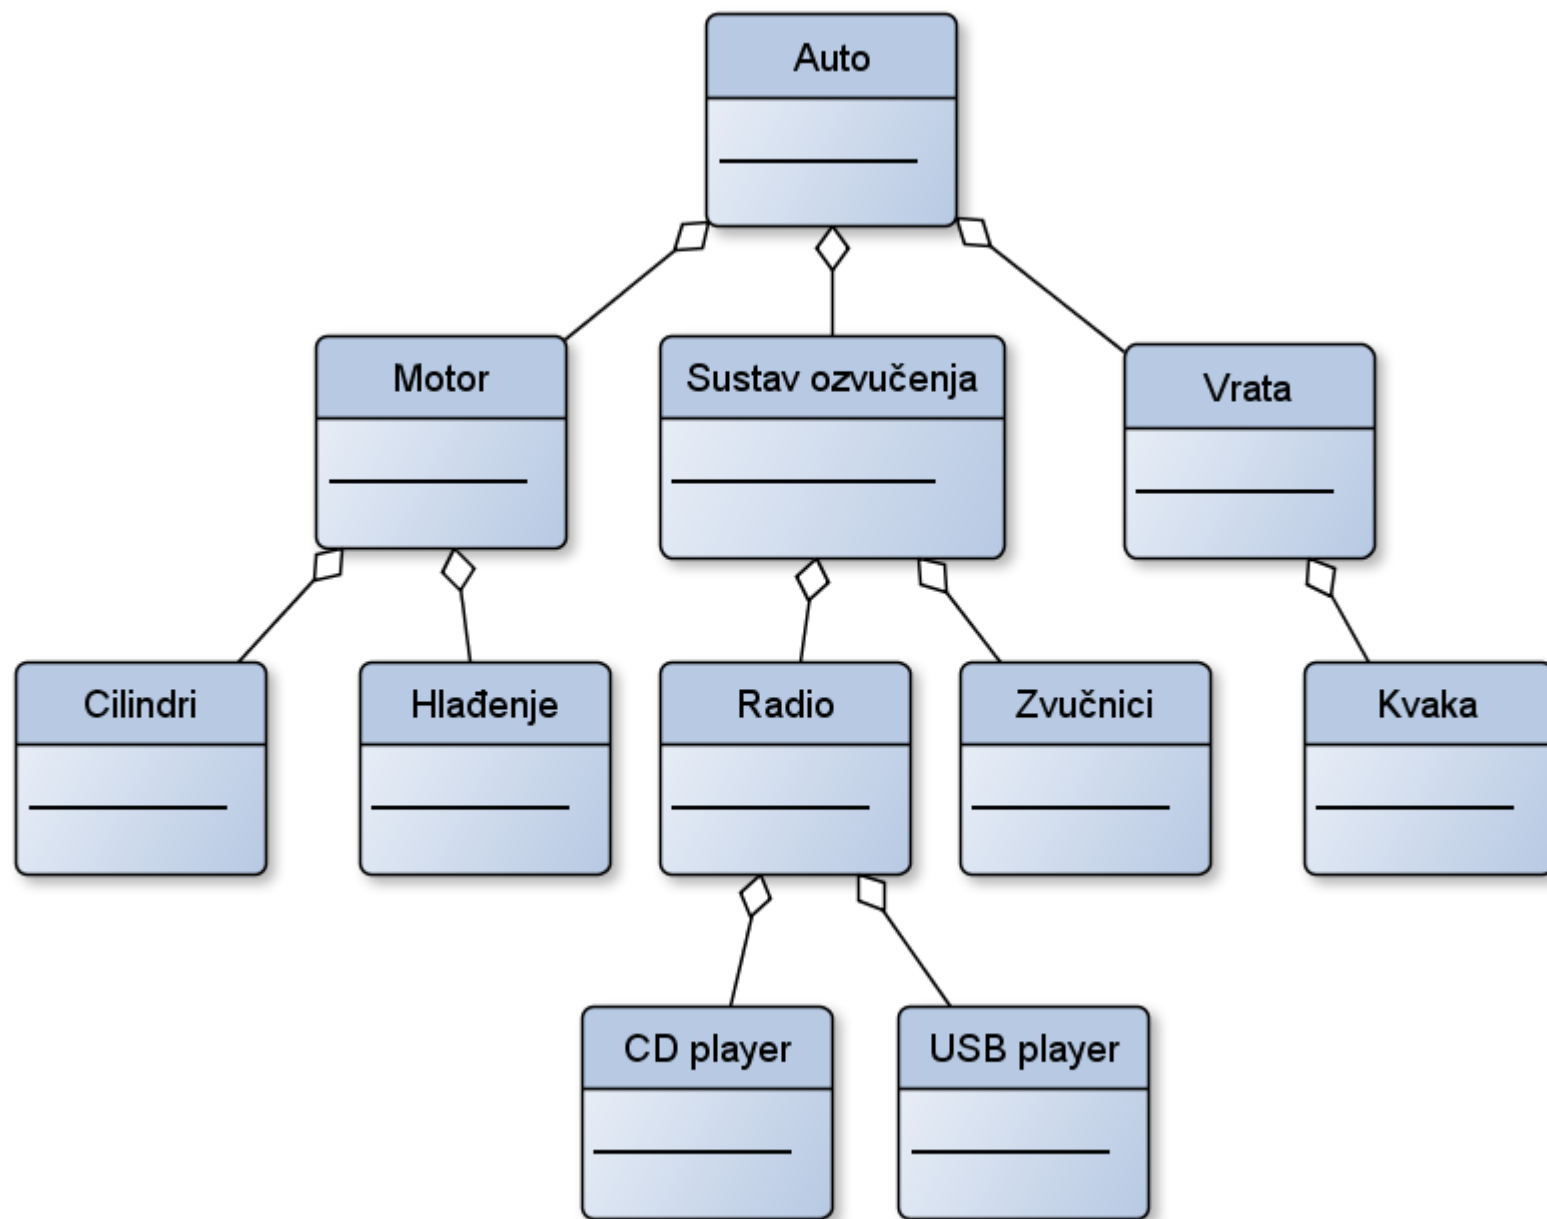 Auto
Motor
Sustav ozvučenja
Vrata
Cilindri
Hlađenje
Radio
Zvučnici
Kvaka
CD player
USB player